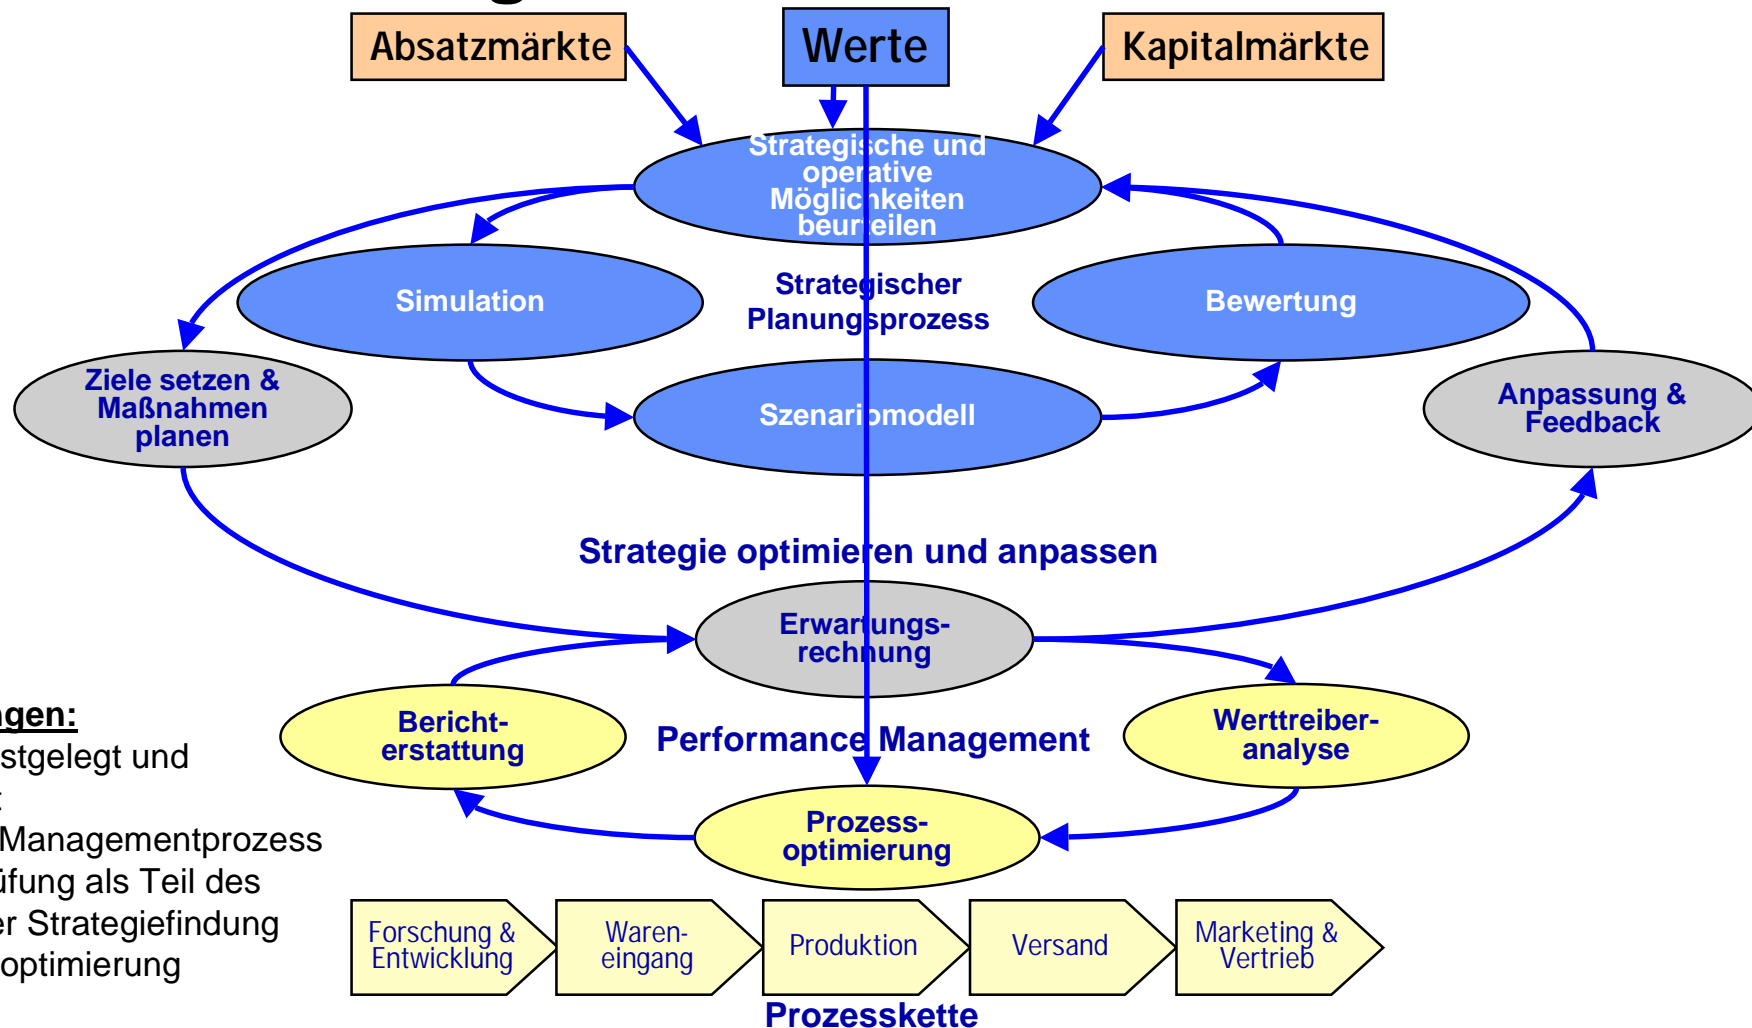 Absatzmärkte
Werte
Kapitalmärkte
Strategische und
operative
Möglichkeiten
beurteilen
Simulation
Strategischer
Planungsprozess
Bewertung
Ziele setzen &
Maßnahmen
planen
Szenariomodell
Anpassung &
Feedback
Strategie optimieren und anpassen
Erwartungs-
rechnung
Bericht-
erstattung
Performance Management
Werttreiber-
analyse
Prozess-
optimierung
ngen:
stgelegt und
Managementprozess
üfung als Teil des
er Strategiefindung
optimierung
Forschung &
Entwicklung
Waren-
eingang
Produktion
Versand
Marketing &
Vertrieb
Prozesskette